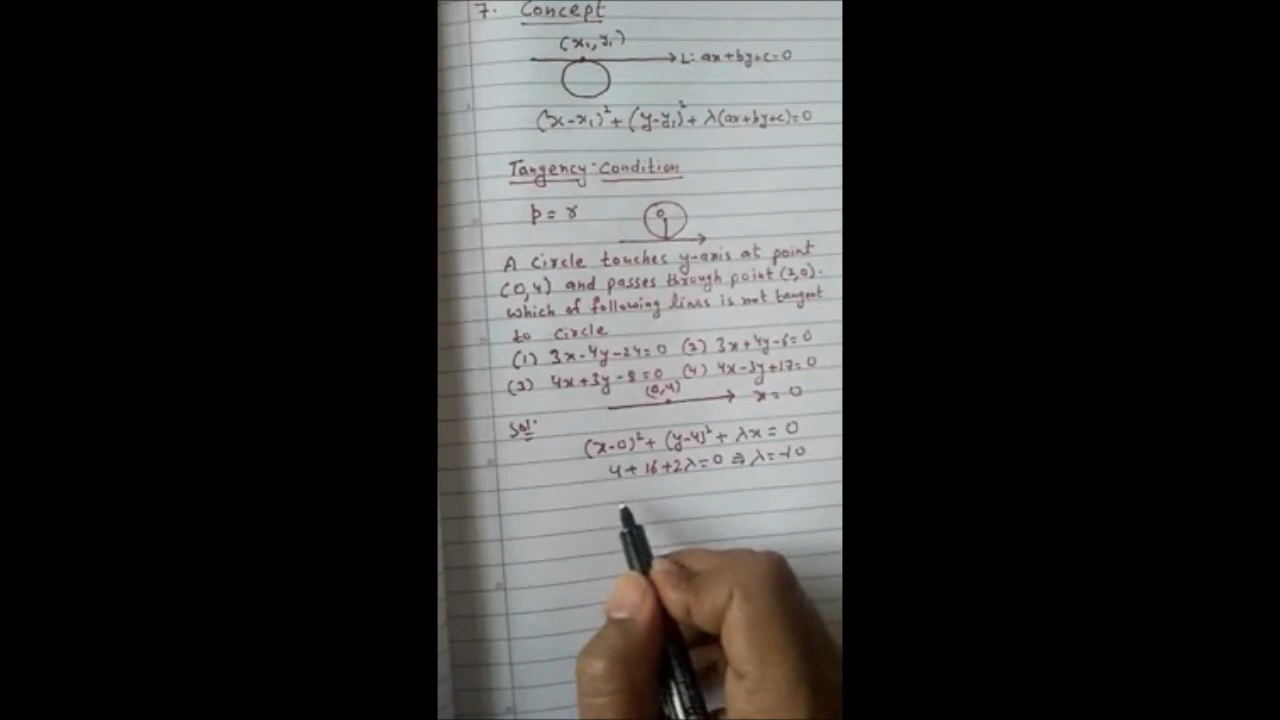 7. Concept
(x₁, y₁)
L: ax+by+c=0
(x-x₁)²+(y-y₁)²+λ(ax+by+c)=0
Tangency Condition
p = r
A circle touches y-axis at point
(0,4) and passes through point (2,0).
which of following lines is not tangent
to circle
(1) 3x-4y-24=0 (2) 3x+4y-6=0
(3) 4x+3y-8=0 (4) 4x-3y+17=0
(0,4)
x=0
Sol:
(x-0)²+(y-4)²+λx=0
4+16+2λ=0 ⇒ λ=-10